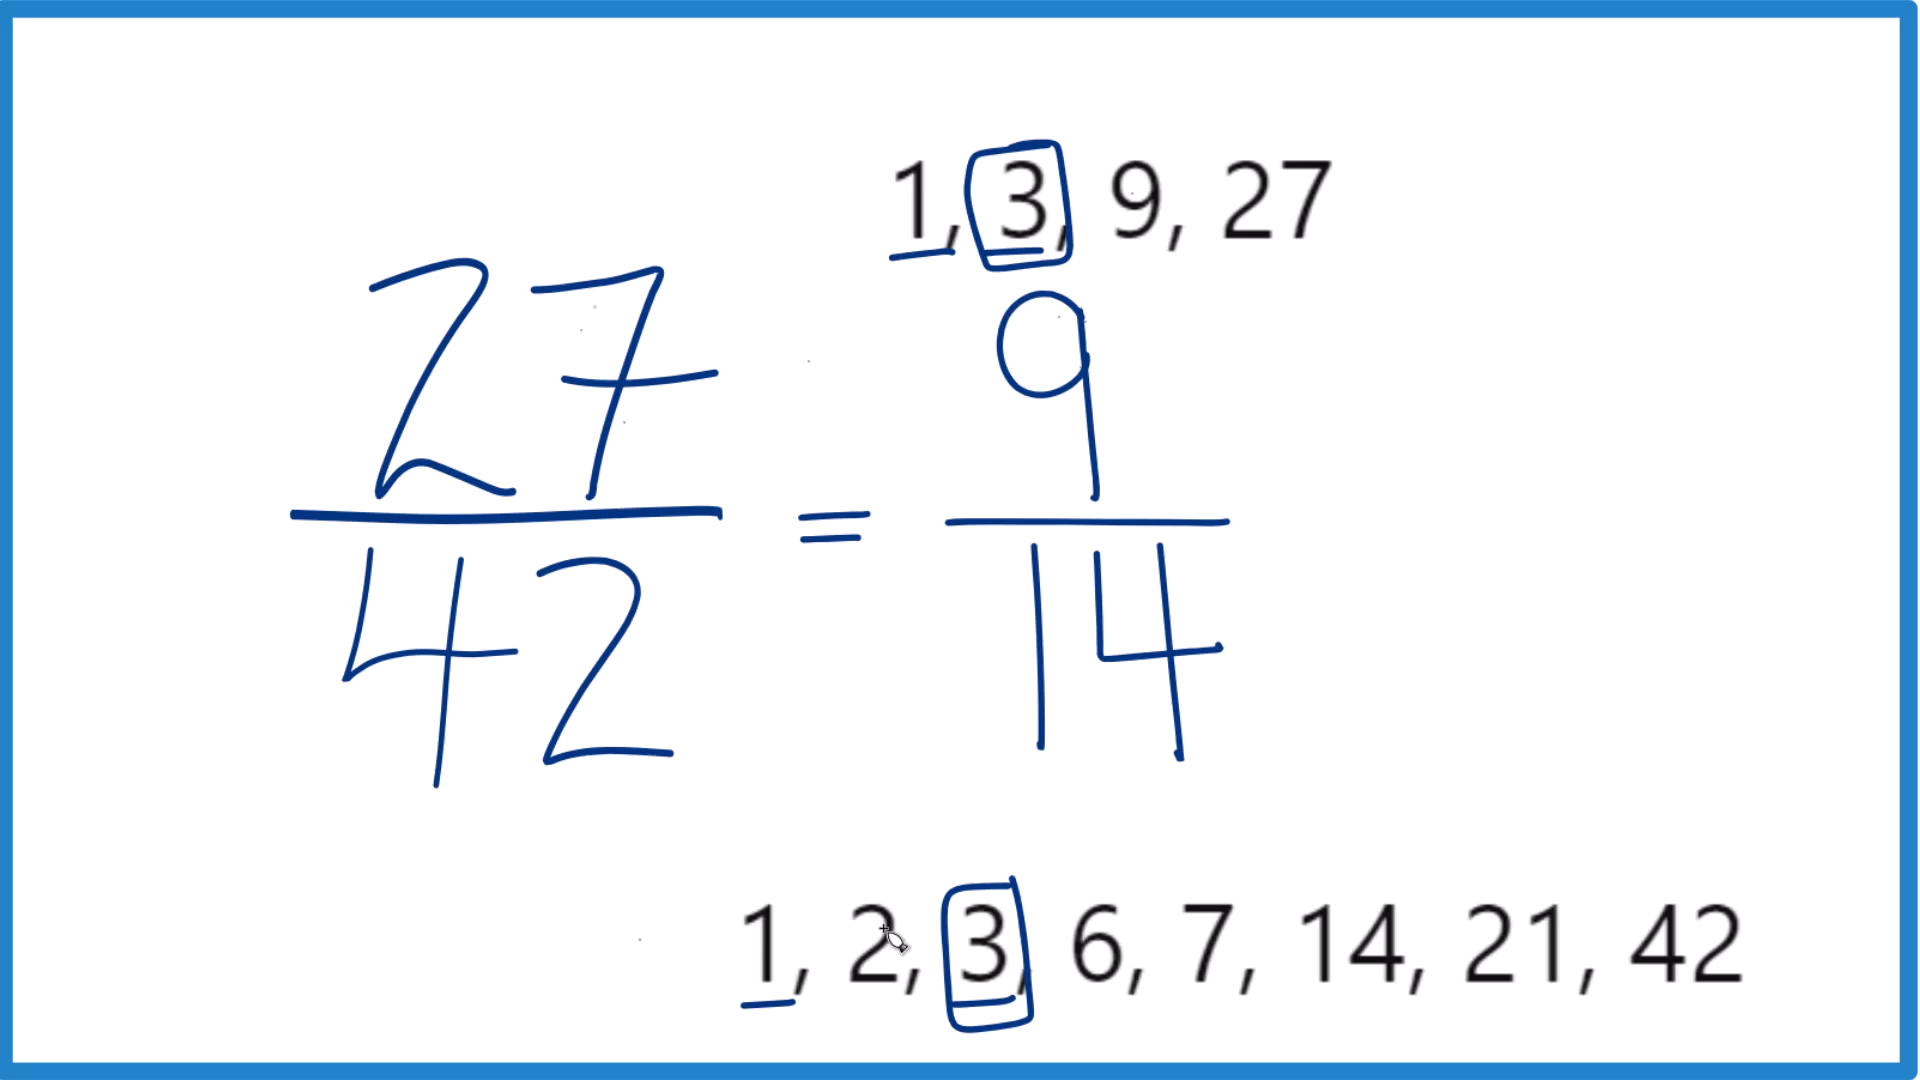 1, 3, 9, 27
27/42 = 9/14
1, 2, 3, 6, 7, 14, 21, 42